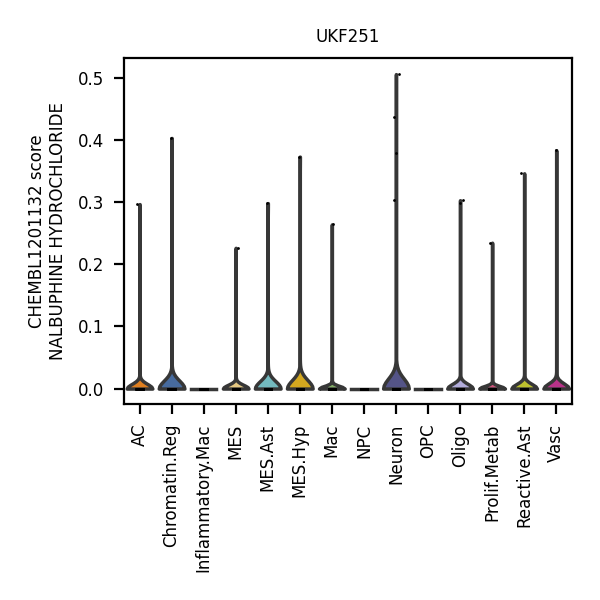 UKF251
CHEMBL1201132 score
NALBUPHINE HYDROCHLORIDE
0.5
0.4
0.3
0.2
0.1
0.0
AC
Chromatin.Reg
Inflammatory.Mac
MES
MES.Ast
MES.Hyp
Mac
NPC
Neuron
OPC
Oligo
Prolif.Metab
Reactive.Ast
Vasc